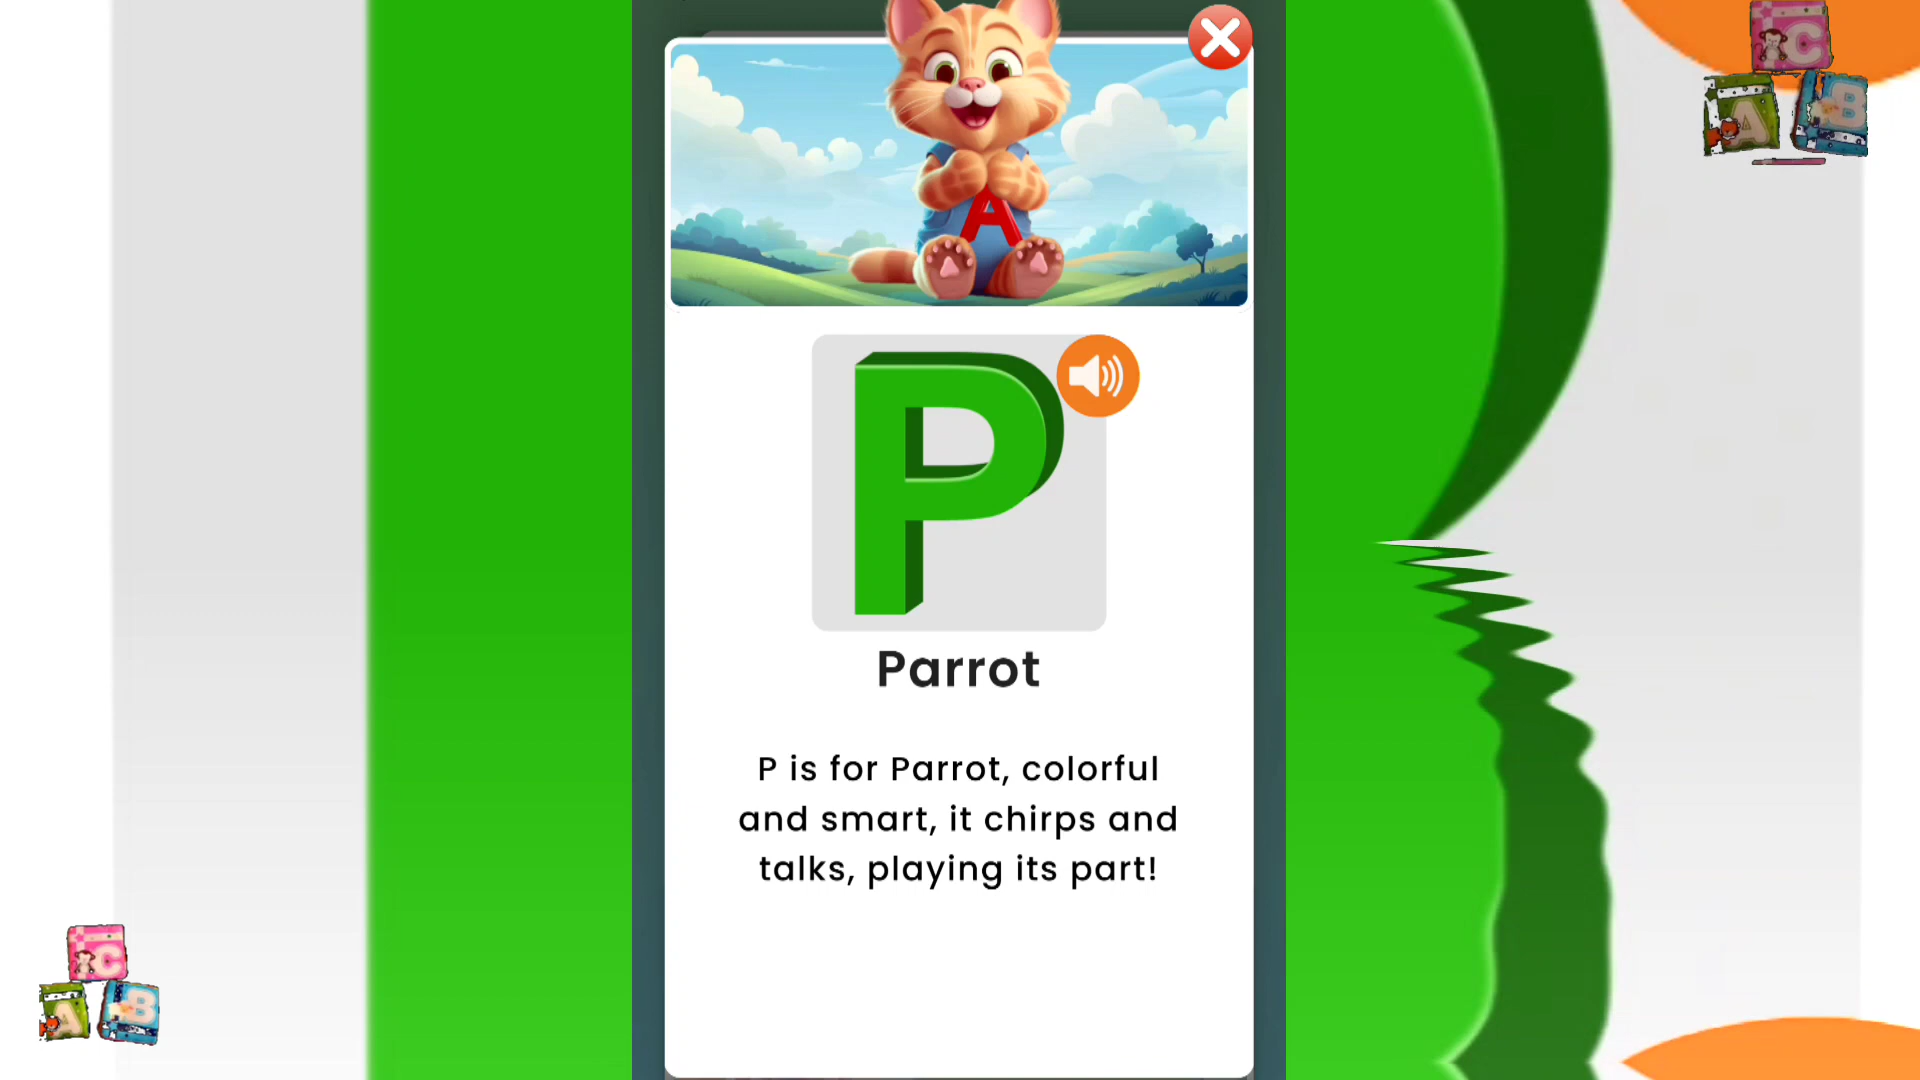 C
A B
A
P
Parrot
P is for Parrot, colorful
and smart, it chirps and
talks, playing its part!
C
A B